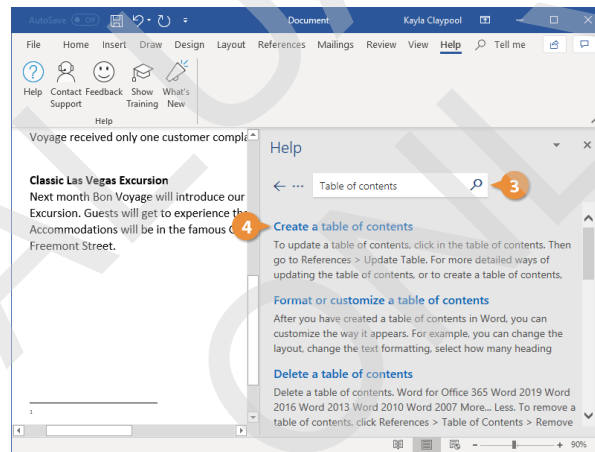 AutoSave Off Document Kayla Claypool
File Home Insert Draw Design Layout References Mailings Review View Help Tell me
Help Contact Support Feedback Show Training What's New
Help
Voyage received only one customer compla
Classic Las Vegas Excursion
Next month Bon Voyage will introduce our
Excursion. Guests will get to experience the
Accommodations will be in the famous
Freemont Street.
1
Help
Table of contents
3
4
Create a table of contents
To update a table of contents, click in the table of contents. Then
go to References > Update Table. For more detailed ways of
updating the table of contents, or to create a table of contents,
Format or customize a table of contents
After you have created a table of contents in Word, you can
customize the way it appears. For example, you can change the
layout, change the text formatting, select how many heading
Delete a table of contents
Delete a table of contents. Word for Office 365 Word 2019 Word
2016 Word 2013 Word 2010 Word 2007 More... Less. To remove a
table of contents, click References > Table of Contents > Remove
90%